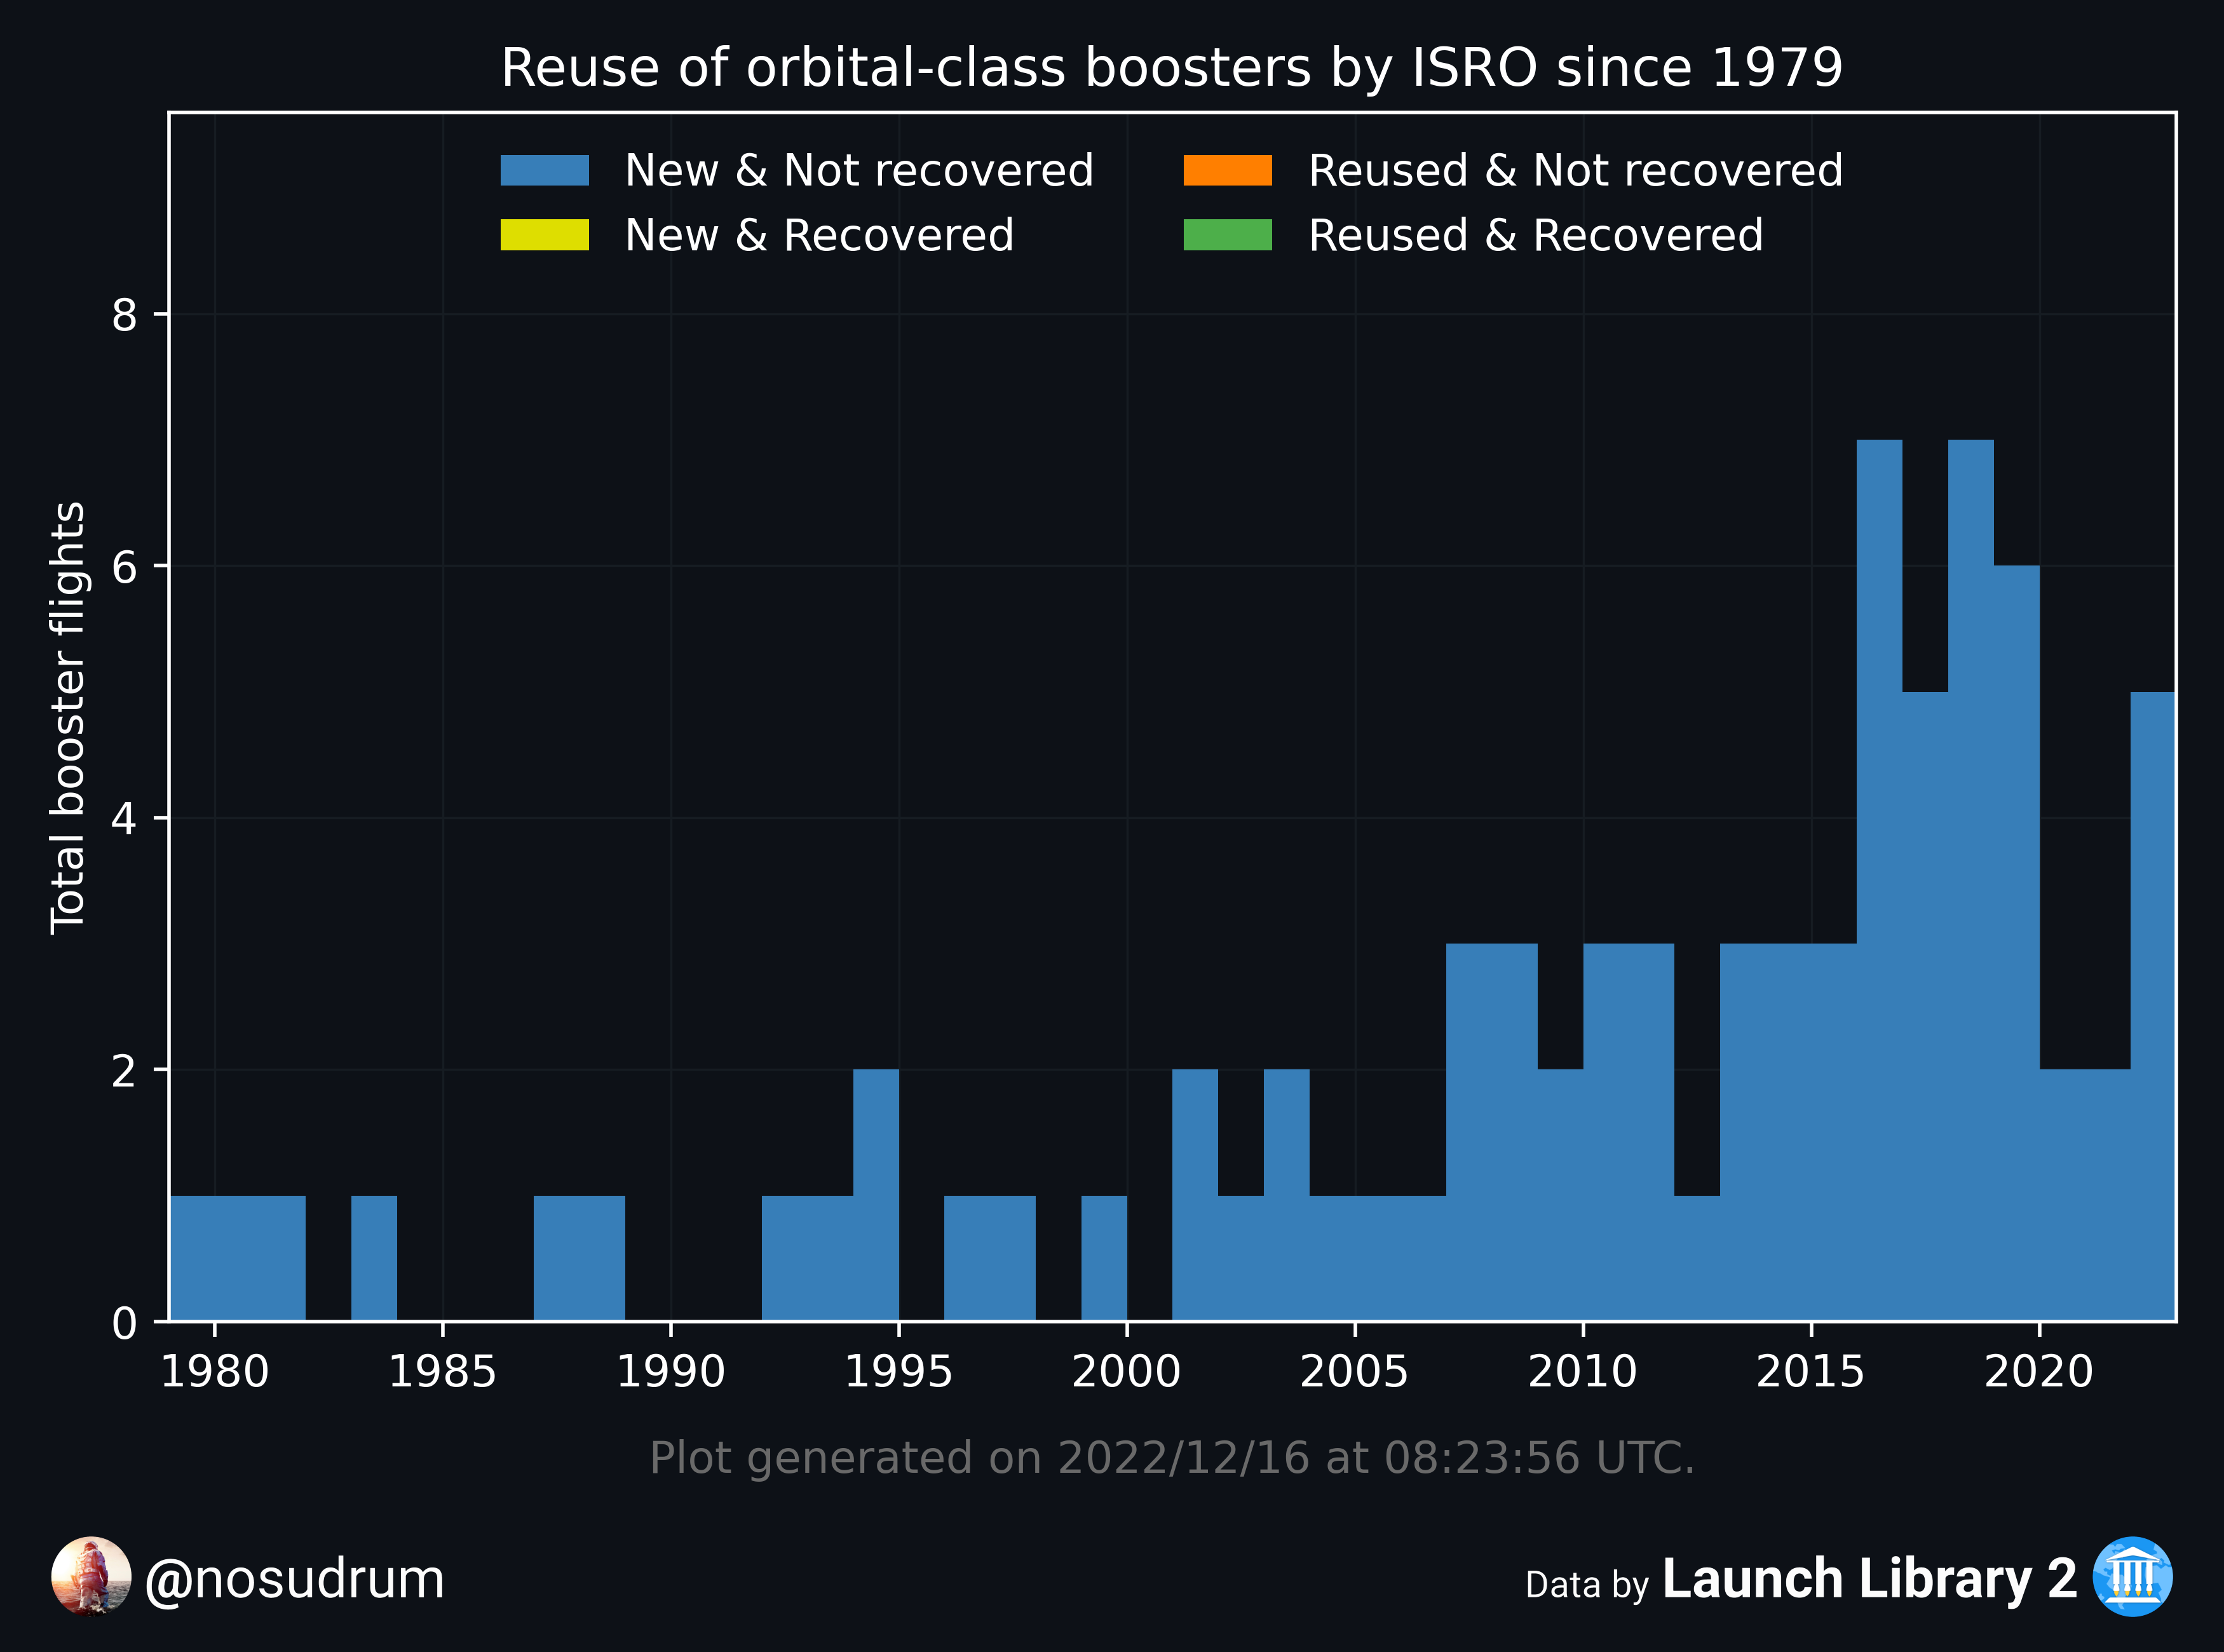 Reuse of orbital-class boosters by ISRO since 1979
New & Not recovered
New & Recovered
Reused & Not recovered
Reused & Recovered
Total booster flights
8
6
4
2
0
1980 1985 1990 1995 2000 2005 2010 2015 2020
Plot generated on 2022/12/16 at 08:23:56 UTC.
@nosudrum
Data by Launch Library 2